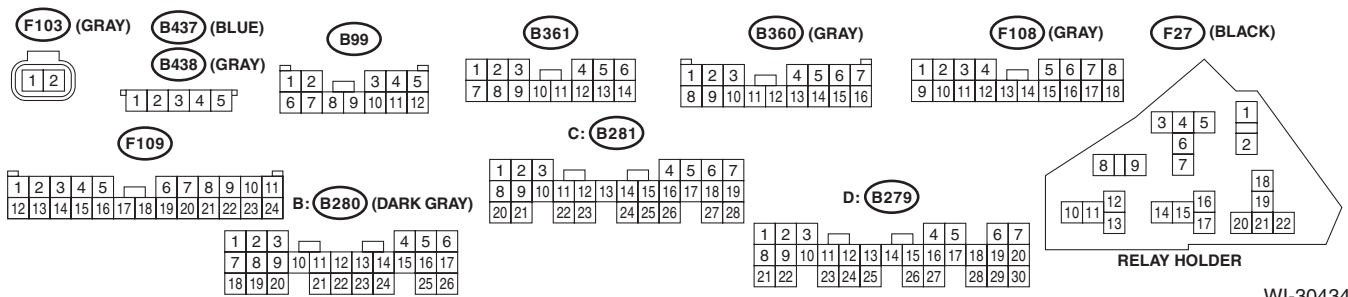 F103 (GRAY)
1 2
B437 (BLUE)
B438 (GRAY)
1 2 3 4 5
B99
1 2 3 4 5
6 7 8 9 10 11 12
B361
1 2 3 4 5 6
7 8 9 10 11 12 13 14
B360 (GRAY)
1 2 3 4 5 6 7
8 9 10 11 12 13 14 15 16
F108 (GRAY)
1 2 3 4 5 6 7 8
9 10 11 12 13 14 15 16 17 18
F27 (BLACK)
1
2
3 4 5
6
7
8 9
10 11 12
13
14 15 16
17
18
19
20 21 22
RELAY HOLDER
F109
1 2 3 4 5 6 7 8 9 10 11
12 13 14 15 16 17 18 19 20 21 22 23 24
B: B280 (DARK GRAY)
1 2 3 4 5 6
7 8 9 10 11 12 13 14 15 16 17
18 19 20 21 22 23 24 25 26
C: B281
1 2 3 4 5 6 7
8 9 10 11 12 13 14 15 16 17 18 19
20 21 22 23 24 25 26 27 28
D: B279
1 2 3 4 5 6 7
8 9 10 11 12 13 14 15 16 17 18 19 20
21 22 23 24 25 26 27 28 29 30
WI-30434